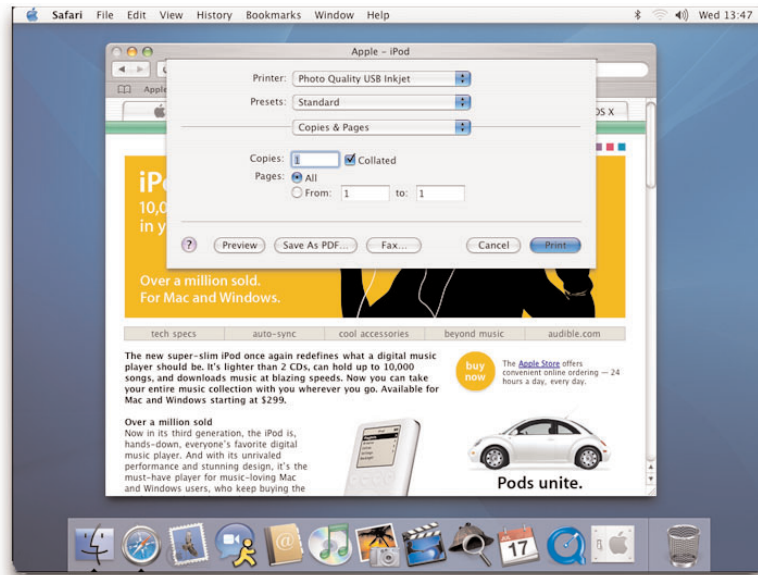 Safari File Edit View History Bookmarks Window Help Wed 13:47
Apple – iPod
Printer: Photo Quality USB Inkjet
Apple
Presets: Standard
OS X
Copies & Pages
Copies: 1 Collated
Pages: All
From: 1 to: 1
10,0
in y
? Preview Save As PDF... Fax... Cancel Print
Over a million sold.
For Mac and Windows.
tech specs auto-sync cool accessories beyond music audible.com
The new super-slim iPod once again redefines what a digital music
player should be. It's lighter than 2 CDs, can hold up to 10,000
songs, and downloads music at blazing speeds. Now you can take
your entire music collection with you wherever you go. Available for
Mac and Windows starting at $299.
buy
now
The Apple Store offers
convenient online ordering — 24
hours a day, every day.
Over a million sold
Now in its third generation, the iPod is,
hands-down, everyone's favorite digital
music player. And with its unrivaled
performance and stunning design, it's the
must-have player for music-loving Mac
and Windows users, who keep buying the
Pods unite.
JUL
17